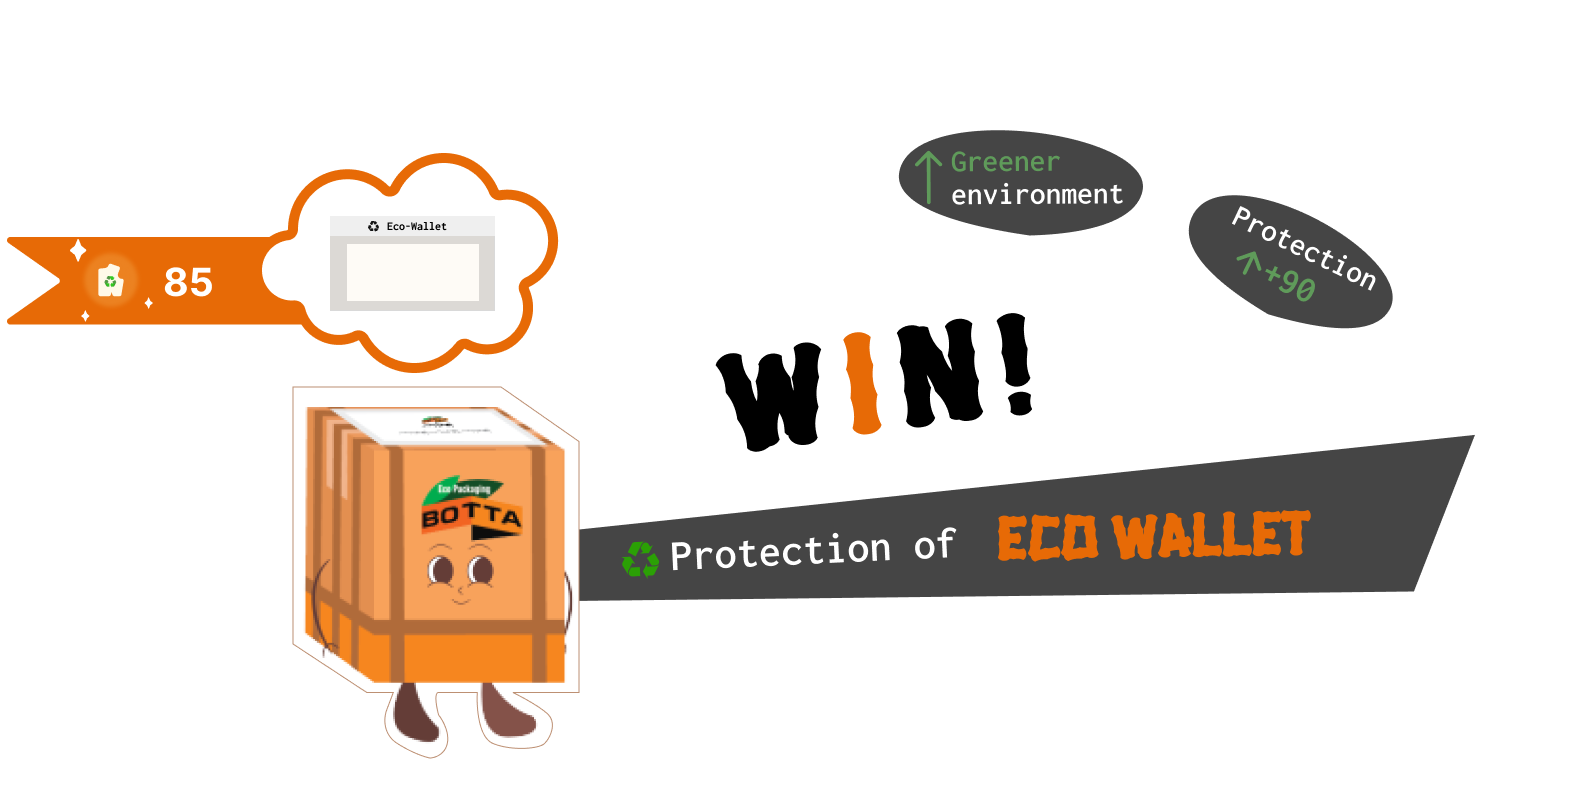 Greener
environment
Protection
+90
Eco-Wallet
85
WIN!
Eco Packaging
BOTTA
Protection of ECO WALLET